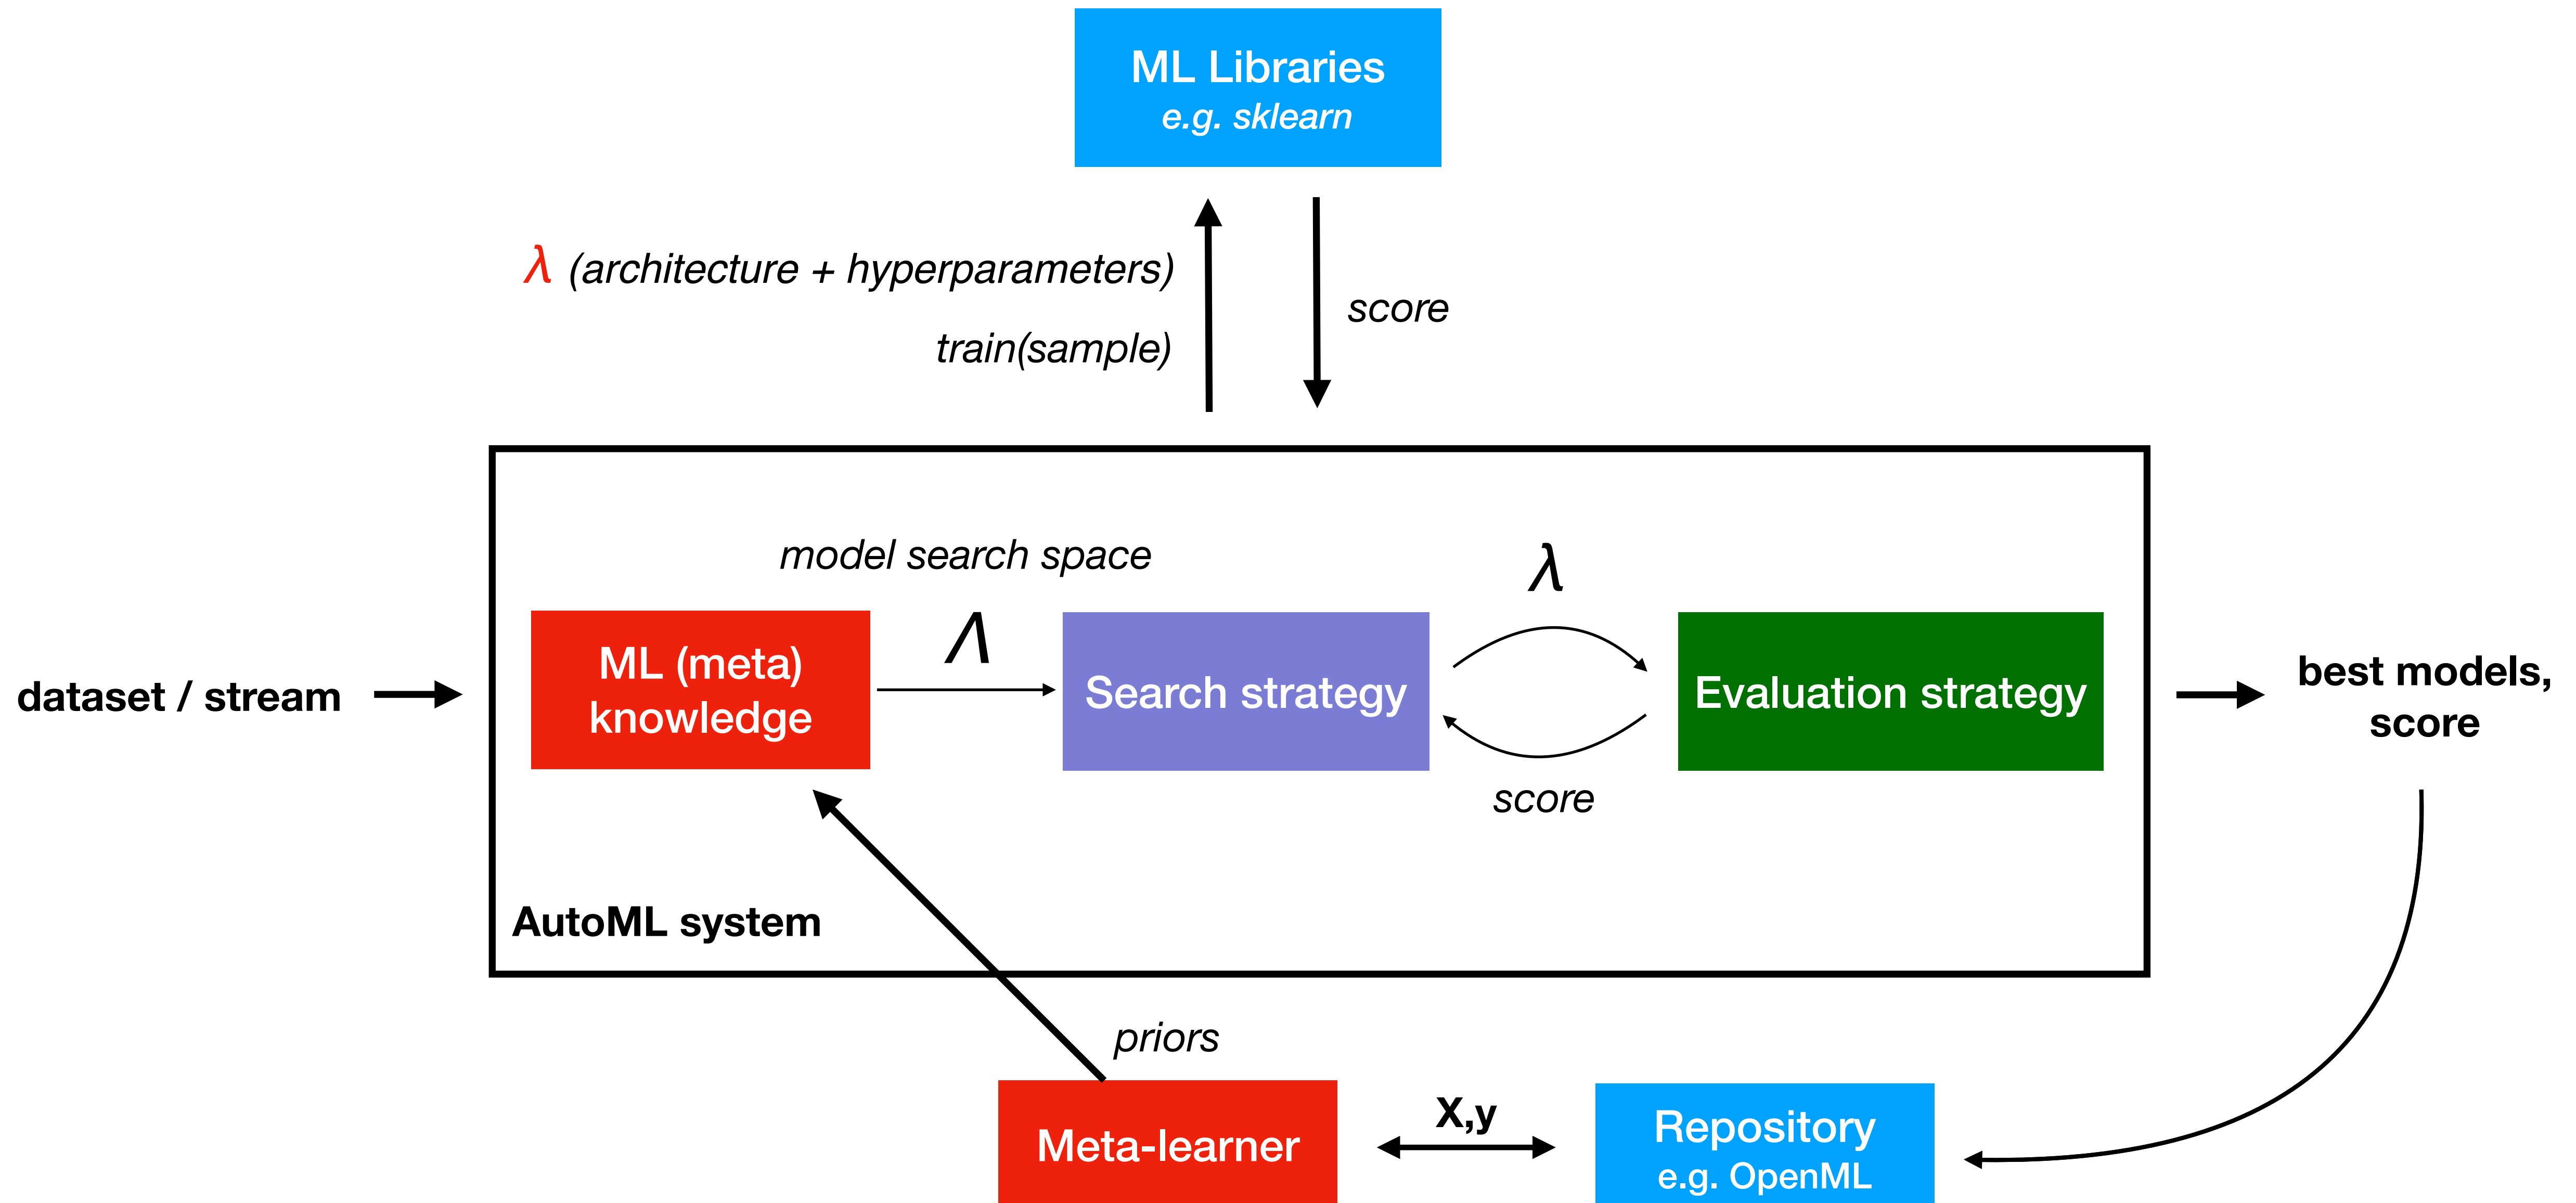 ML Libraries
e.g. sklearn
λ (architecture + hyperparameters)
train(sample)
score
model search space
Λ
λ
ML (meta)
knowledge
Search strategy
Evaluation strategy
score
dataset / stream
best models,
score
AutoML system
priors
Meta-learner
X,y
Repository
e.g. OpenML